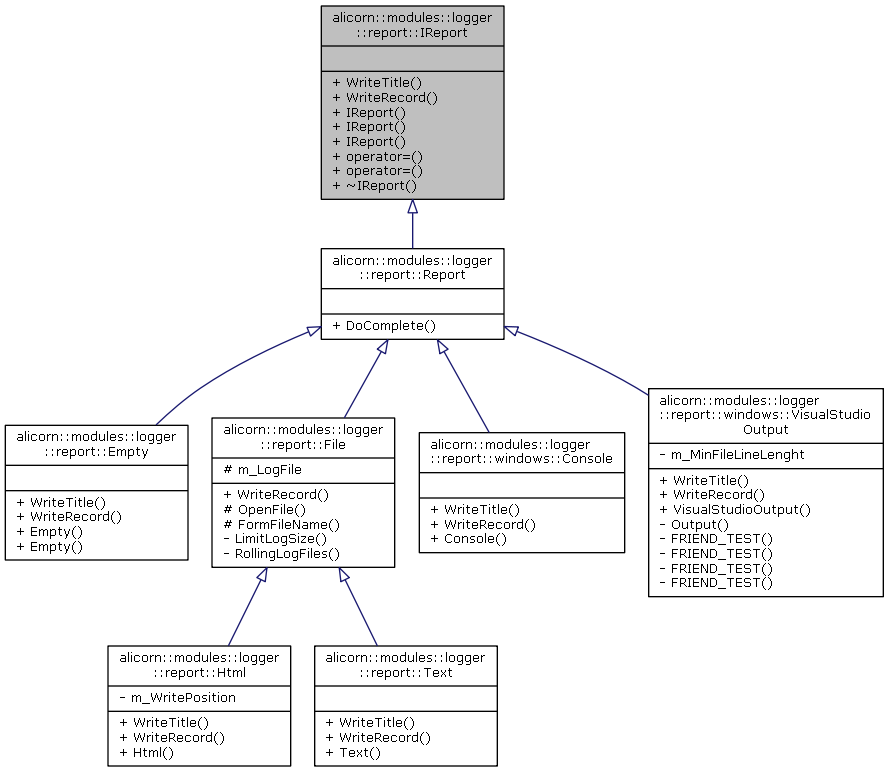 alicorn::modules::logger
::report::IReport
+ WriteTitle()
+ WriteRecord()
+ IReport()
+ IReport()
+ IReport()
+ operator=()
+ operator=()
+ ~IReport()
alicorn::modules::logger
::report::Report
+ DoComplete()
alicorn::modules::logger
::report::Empty
+ WriteTitle()
+ WriteRecord()
+ Empty()
+ Empty()
alicorn::modules::logger
::report::File
# m_LogFile
+ WriteRecord()
# OpenFile()
# FormFileName()
- LimitLogSize()
- RollingLogFiles()
alicorn::modules::logger
::report::windows::Console
+ WriteTitle()
+ WriteRecord()
+ Console()
alicorn::modules::logger
::report::windows::VisualStudio
Output
- m_MinFileLineLenght
+ WriteTitle()
+ WriteRecord()
+ VisualStudioOutput()
- Output()
- FRIEND_TEST()
- FRIEND_TEST()
- FRIEND_TEST()
- FRIEND_TEST()
alicorn::modules::logger
::report::Html
- m_WritePosition
+ WriteTitle()
+ WriteRecord()
+ Html()
alicorn::modules::logger
::report::Text
+ WriteTitle()
+ WriteRecord()
+ Text()